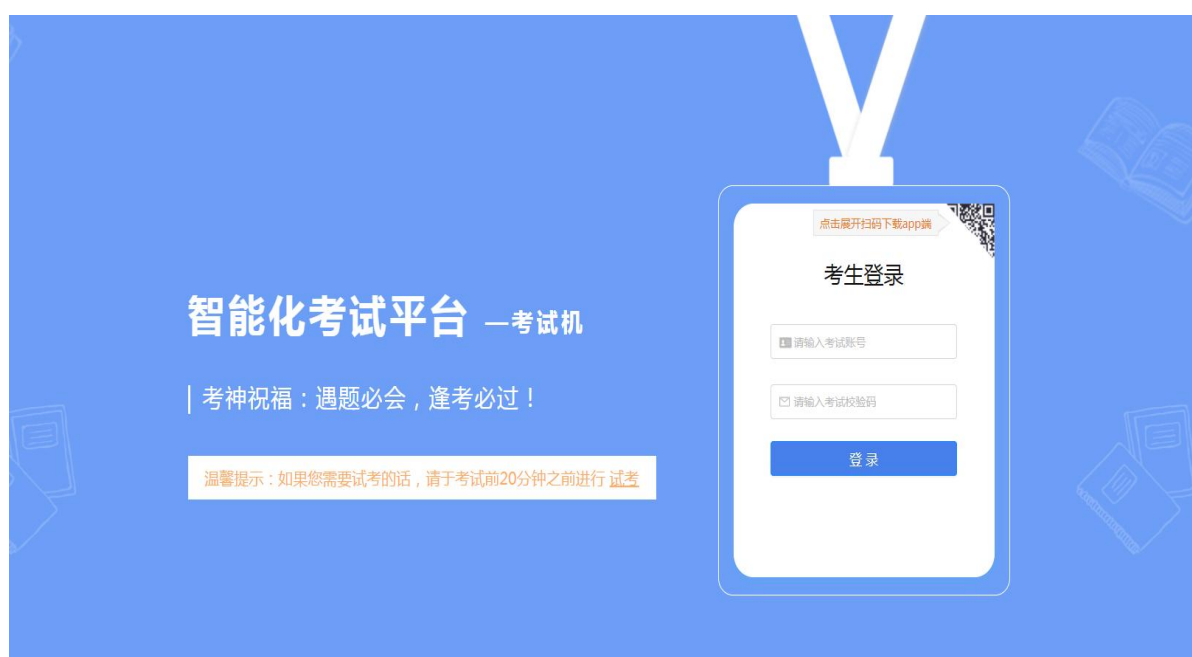 点击展开扫码下载app端
考生登录
智能化考试平台 —考试机
请输入考试账号
考神祝福：遇题必会，逢考必过！
请输入考试校验码
登录
温馨提示：如果您需要试考的话，请于考试前20分钟之前进行 试考